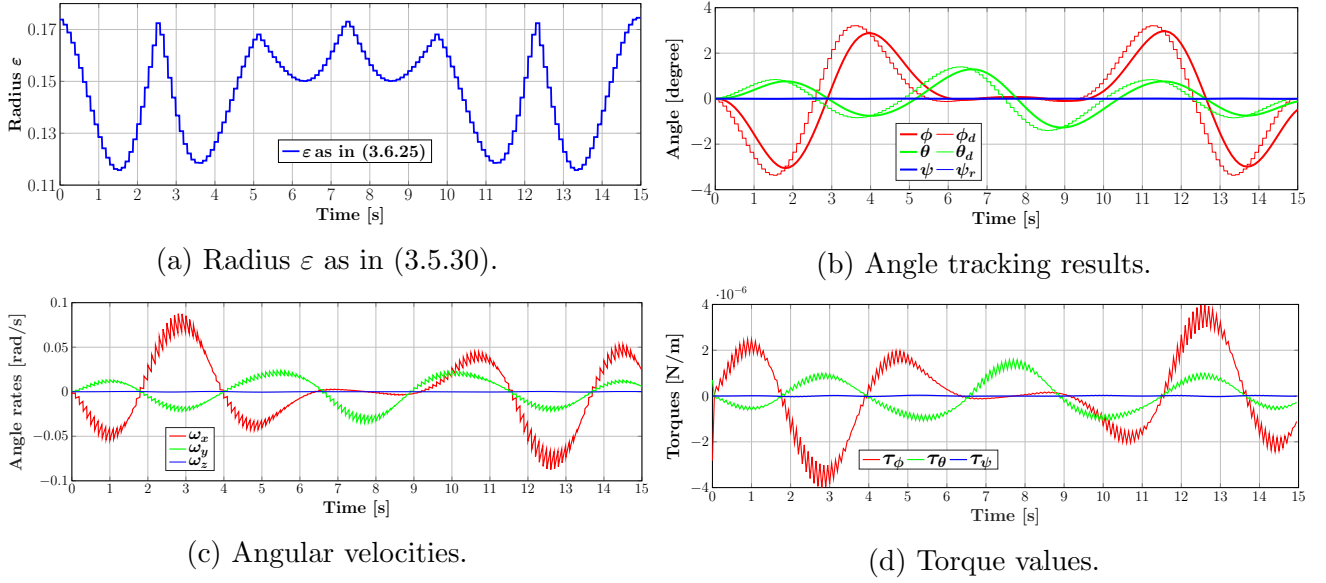 0.17
0.15
0.13
0.11
Radius ε
ε as in (3.6.25)
0 1 2 3 4 5 6 7 8 9 10 11 12 13 14 15
Time [s]
(a) Radius ε as in (3.5.30).
4
2
0
−2
−4
Angle [degree]
ϕ ϕd
θ θd
ψ ψr
0 1 2 3 4 5 6 7 8 9 10 11 12 13 14 15
Time [s]
(b) Angle tracking results.
0.1
0.05
0
−0.05
−0.1
Angle rates [rad/s]
ωx
ωy
ωz
0 1 2 3 4 5 6 7 8 9 10 11 12 13 14 15
Time [s]
(c) Angular velocities.
·10−6
4
2
0
−2
−4
Torques [N/m]
τϕ τθ τψ
0 1 2 3 4 5 6 7 8 9 10 11 12 13 14 15
Time [s]
(d) Torque values.